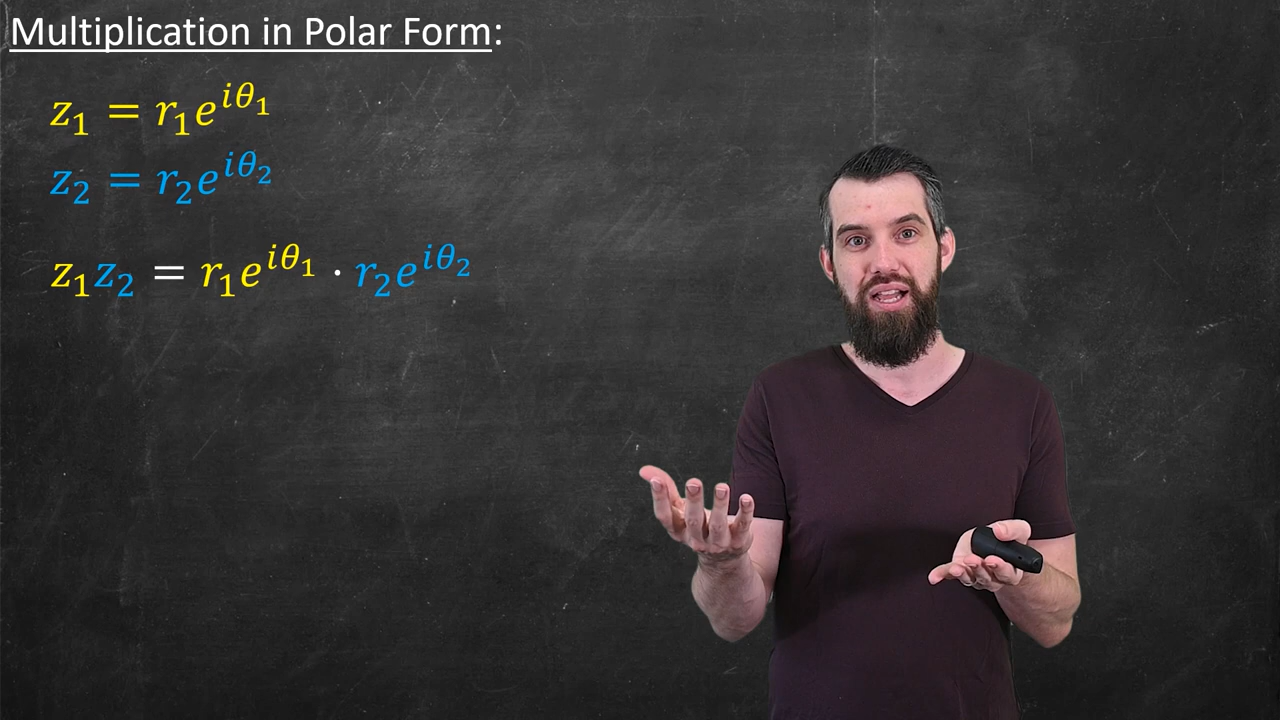 Multiplication in Polar Form:
z₁ = r₁e^{iθ₁}
z₂ = r₂e^{iθ₂}
z₁z₂ = r₁e^{iθ₁} · r₂e^{iθ₂}